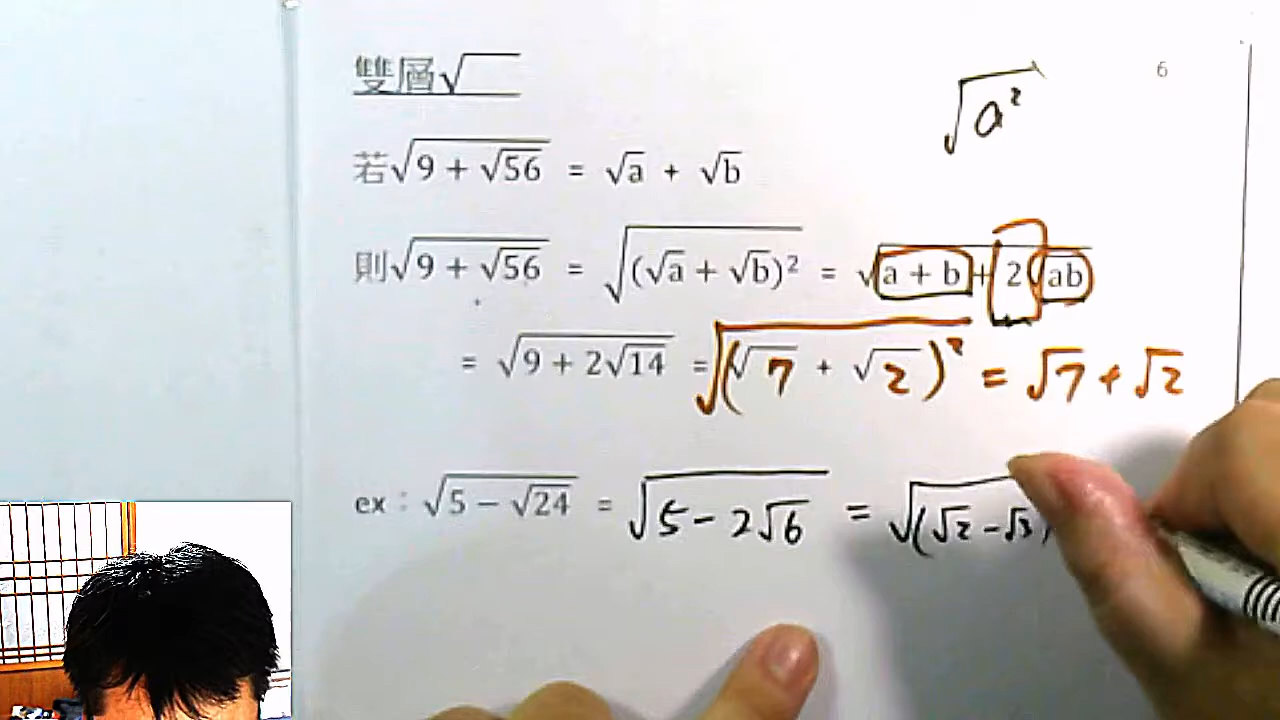 雙層√
6
√a²
若√(9 + √56) = √a + √b
則√(9 + √56) = √((√a + √b)²) = √(a + b + 2√ab)
= √(9 + 2√14) = √((√7 + √2)²) = √7 + √2
ex：√(5 − √24) = √(5 − 2√6) = √((√2 − √3)